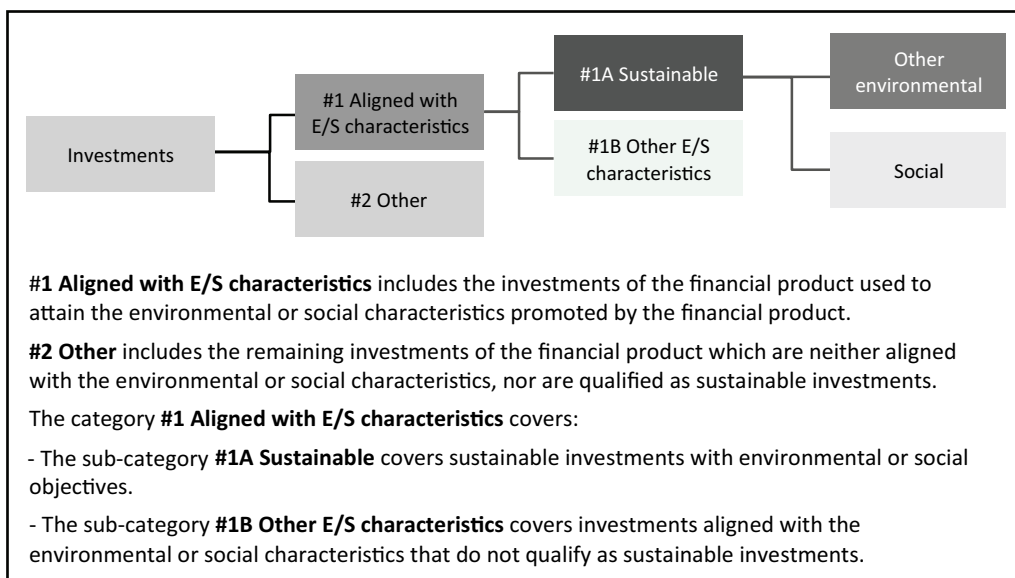 Investments
#1 Aligned with
E/S characteristics
#2 Other
#1A Sustainable
#1B Other E/S
characteristics
Other
environmental
Social
#1 Aligned with E/S characteristics includes the investments of the financial product used to
attain the environmental or social characteristics promoted by the financial product.
#2 Other includes the remaining investments of the financial product which are neither aligned
with the environmental or social characteristics, nor are qualified as sustainable investments.
The category #1 Aligned with E/S characteristics covers:
- The sub-category #1A Sustainable covers sustainable investments with environmental or social
objectives.
- The sub-category #1B Other E/S characteristics covers investments aligned with the
environmental or social characteristics that do not qualify as sustainable investments.